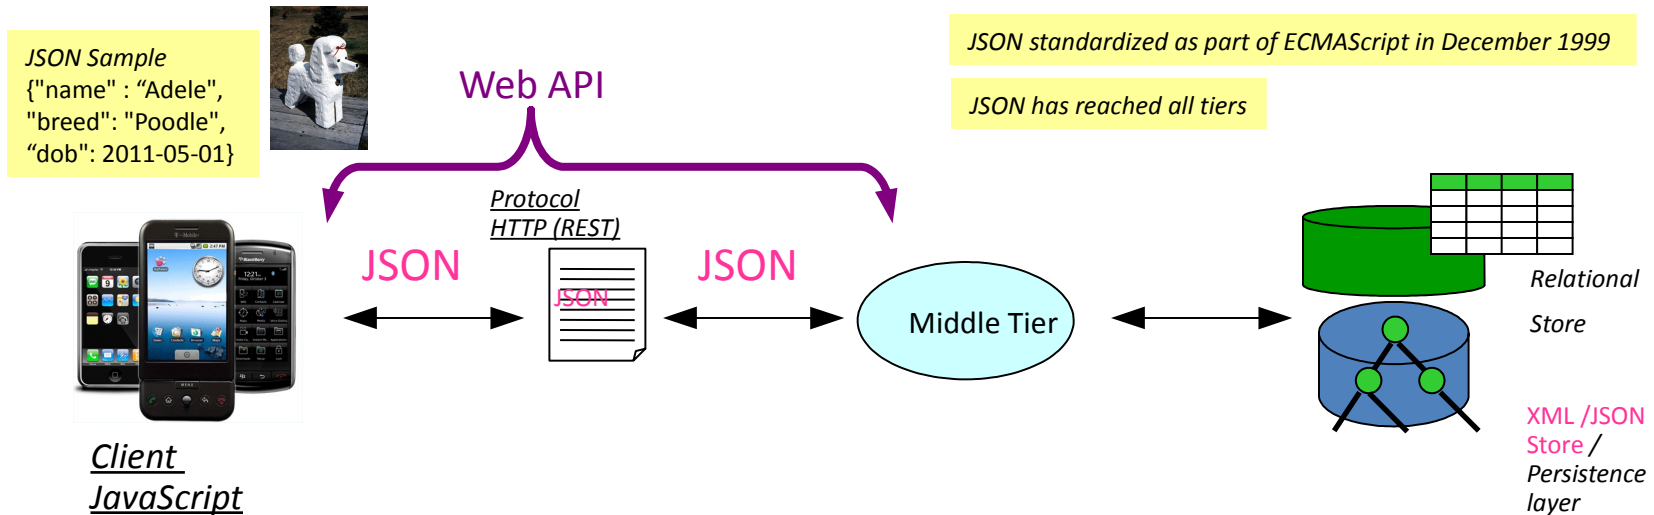 JSON Sample
{"name" : “Adele",
"breed": "Poodle",
“dob": 2011-05-01}
Web API
JSON standardized as part of ECMAScript in December 1999
JSON has reached all tiers
Protocol
HTTP (REST)
JSON
JSON
JSON
Middle Tier
Relational
Store
XML /JSON
Store /
Persistence
layer
Client
JavaScript